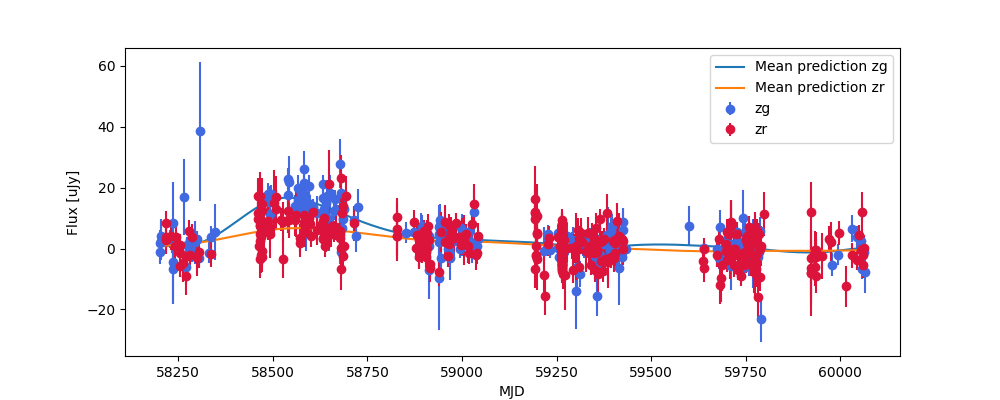 60
40
20
0
−20
Flux [uJy]
58250
58500
58750
59000
59250
59500
59750
60000
MJD
Mean prediction zg
Mean prediction zr
zg
zr